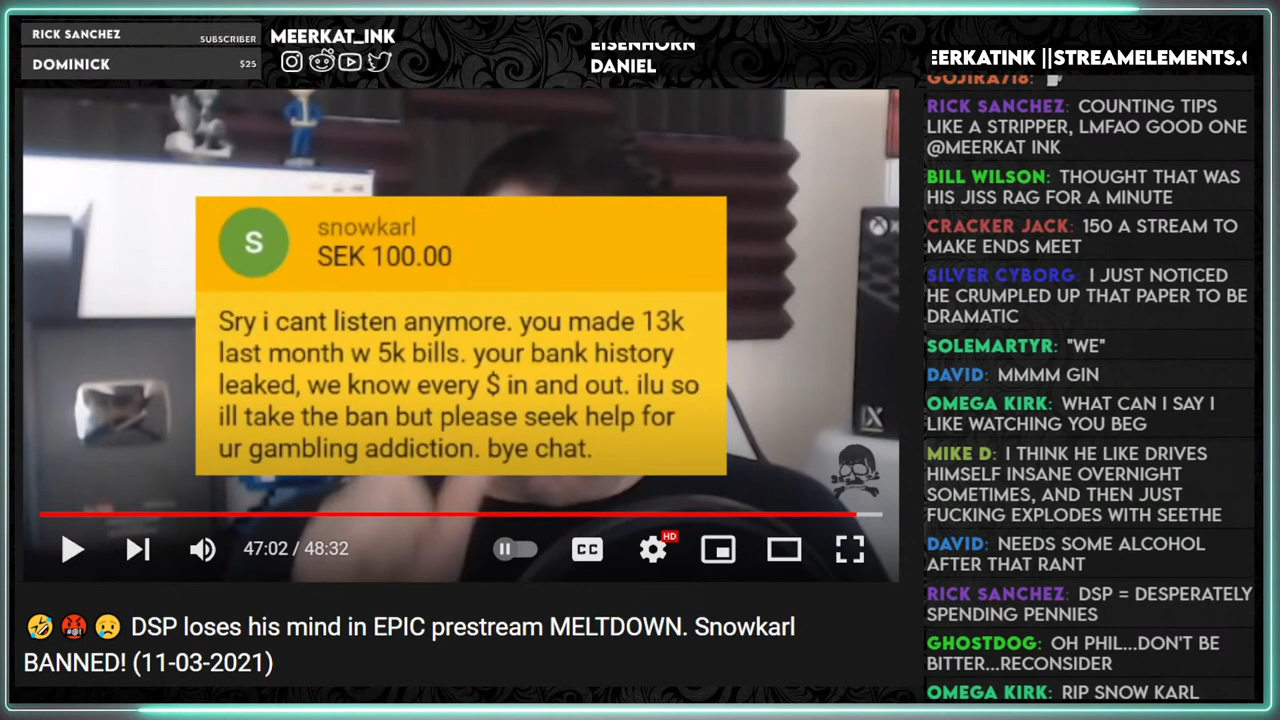 RICK SANCHEZ
SUBSCRIBER
DOMINICK
$25
MEERKAT_INK
EISENHORN
DANIEL
EERKATINK ||STREAMELEMENTS.C
snowkarl
SEK 100.00
S
Sry i cant listen anymore. you made 13k
last month w 5k bills. your bank history
leaked, we know every $ in and out. ilu so
ill take the ban but please seek help for
ur gambling addiction. bye chat.
47:02 / 48:32
CC
HD
🤣 🤬 😥 DSP loses his mind in EPIC prestream MELTDOWN. Snowkarl
BANNED! (11-03-2021)
GOJIRA718:
RICK SANCHEZ: COUNTING TIPS
LIKE A STRIPPER, LMFAO GOOD ONE
@MEERKAT INK
BILL WILSON: THOUGHT THAT WAS
HIS JISS RAG FOR A MINUTE
CRACKER JACK: 150 A STREAM TO
MAKE ENDS MEET
SILVER CYBORG: I JUST NOTICED
HE CRUMPLED UP THAT PAPER TO BE
DRAMATIC
SOLEMARTYR: "WE"
DAVID: MMMM GIN
OMEGA KIRK: WHAT CAN I SAY I
LIKE WATCHING YOU BEG
MIKE D: I THINK HE LIKE DRIVES
HIMSELF INSANE OVERNIGHT
SOMETIMES, AND THEN JUST
FUCKING EXPLODES WITH SEETHE
DAVID: NEEDS SOME ALCOHOL
AFTER THAT RANT
RICK SANCHEZ: DSP = DESPERATELY
SPENDING PENNIES
GHOSTDOG: OH PHIL...DON'T BE
BITTER...RECONSIDER
OMEGA KIRK: RIP SNOW KARL